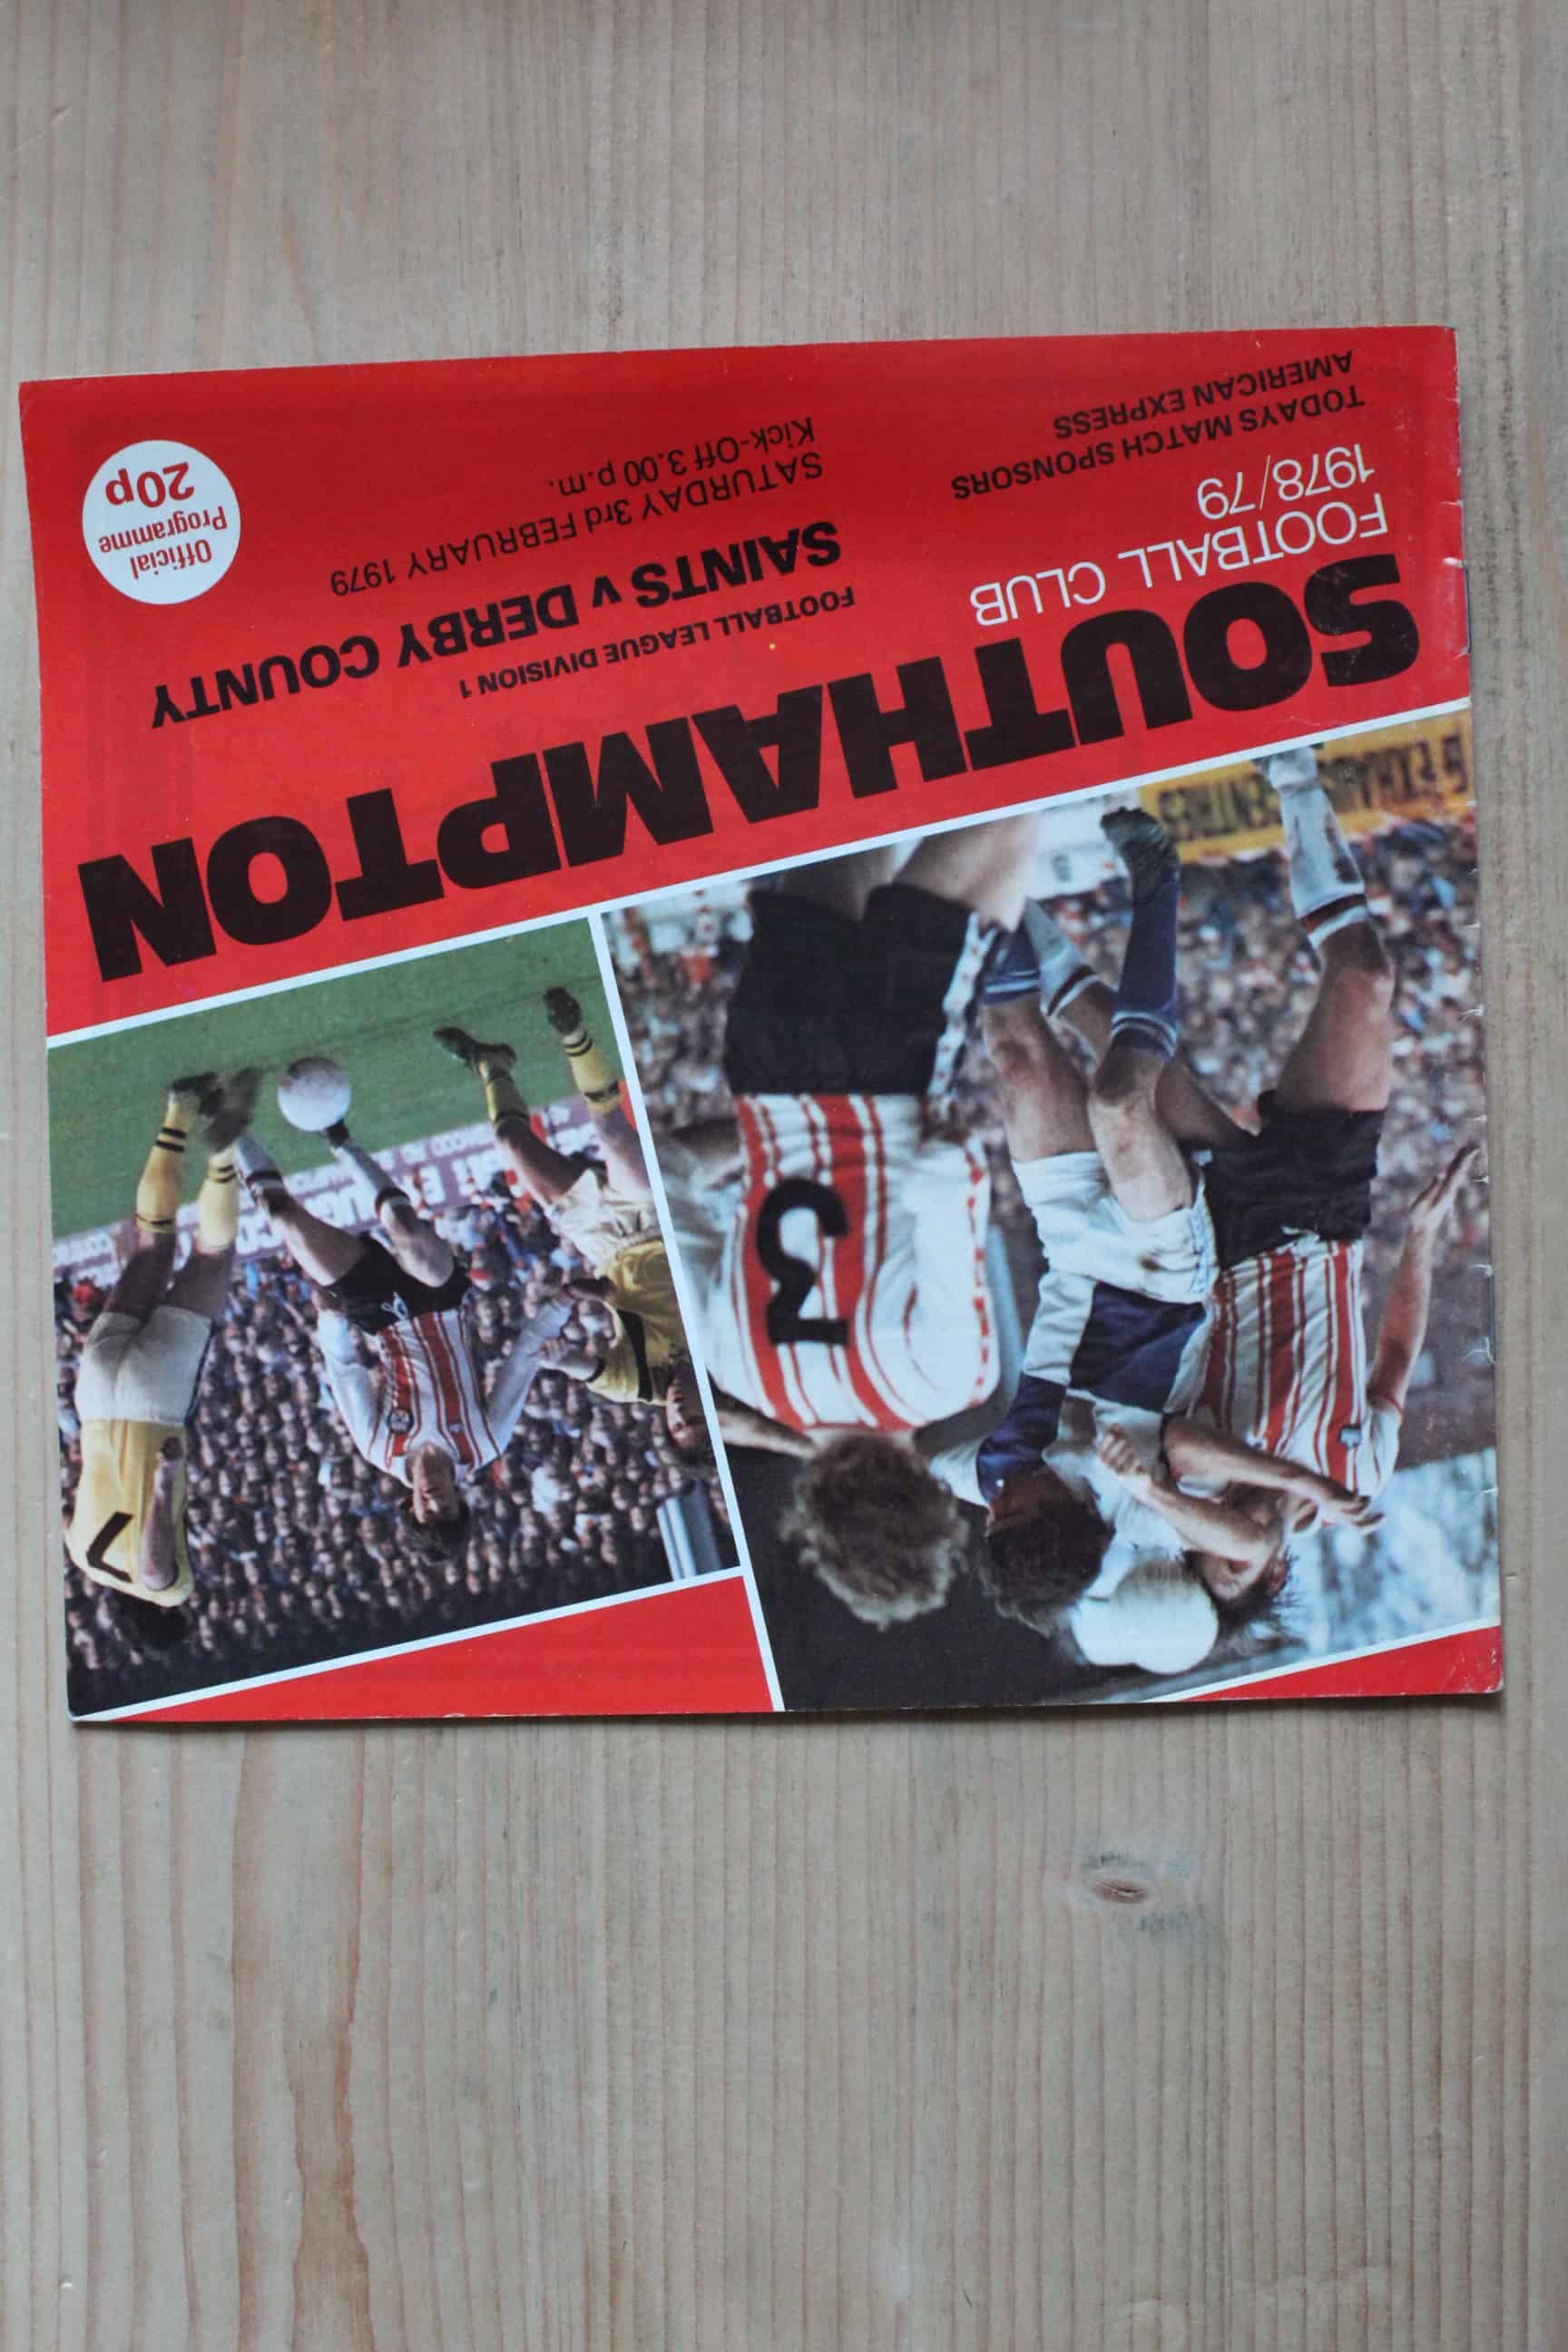 SOUTHAMPTON
FOOTBALL CLUB
1978/79
TODAYS MATCH SPONSORS
AMERICAN EXPRESS
FOOTBALL LEAGUE DIVISION 1
SAINTS v DERBY COUNTY
SATURDAY 3rd FEBRUARY 1979
Kick-Off 3.00 p.m.
Official
Programme
20p
3
7